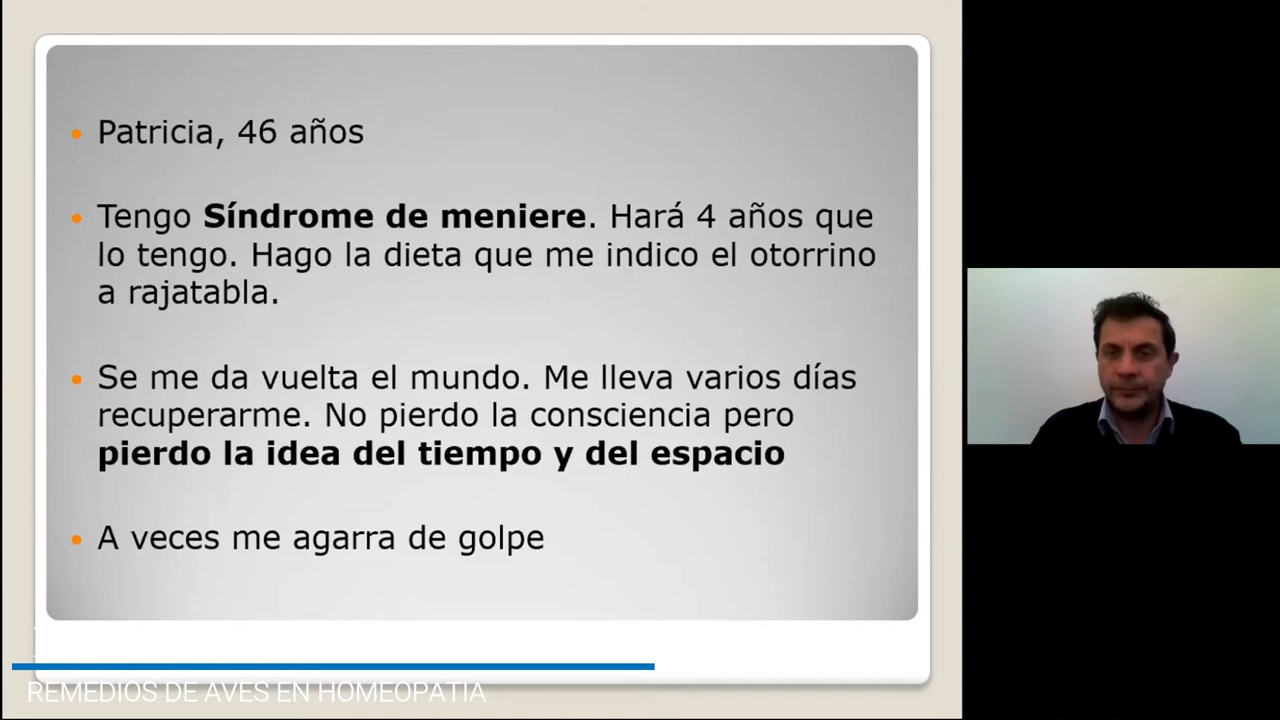 Patricia, 46 años
Tengo Síndrome de meniere. Hará 4 años que
lo tengo. Hago la dieta que me indico el otorrino
a rajatabla.
Se me da vuelta el mundo. Me lleva varios días
recuperarme. No pierdo la consciencia pero
pierdo la idea del tiempo y del espacio
A veces me agarra de golpe
REMEDIOS DE AVES EN HOMEOPATÍA